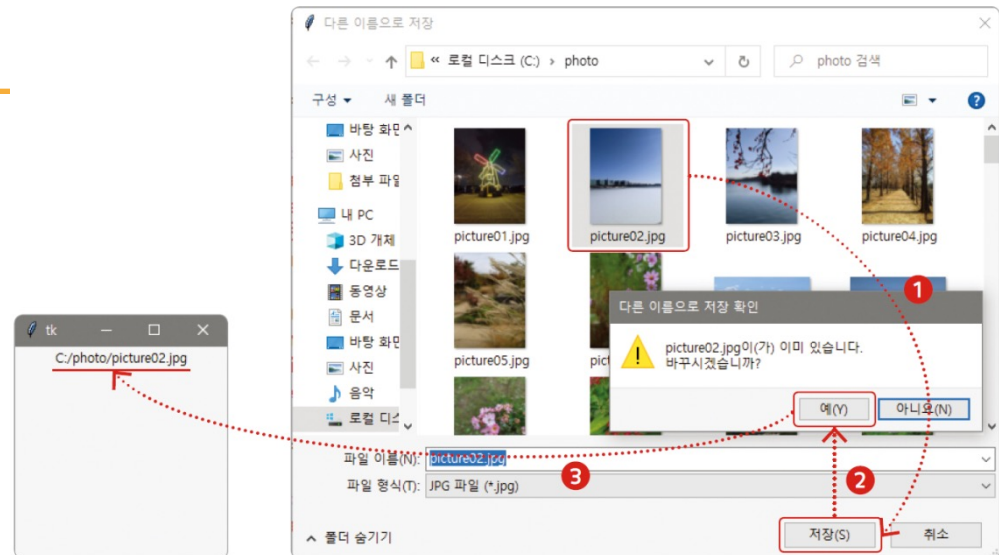 다른 이름으로 저장
« 로컬 디스크 (C:) › photo
photo 검색
구성
새 폴더
바탕 화면
사진
첨부 파일
내 PC
3D 개체
다운로드
동영상
문서
바탕 화면
사진
음악
로컬 디스
picture01.jpg
picture02.jpg
picture03.jpg
picture04.jpg
picture05.jpg
pict
1
다른 이름으로 저장 확인
picture02.jpg이(가) 이미 있습니다.
바꾸시겠습니까?
예(Y)
아니요(N)
tk
C:/photo/picture02.jpg
파일 이름(N): picture02.jpg
파일 형식(T): JPG 파일 (*.jpg)
3
2
폴더 숨기기
저장(S)
취소